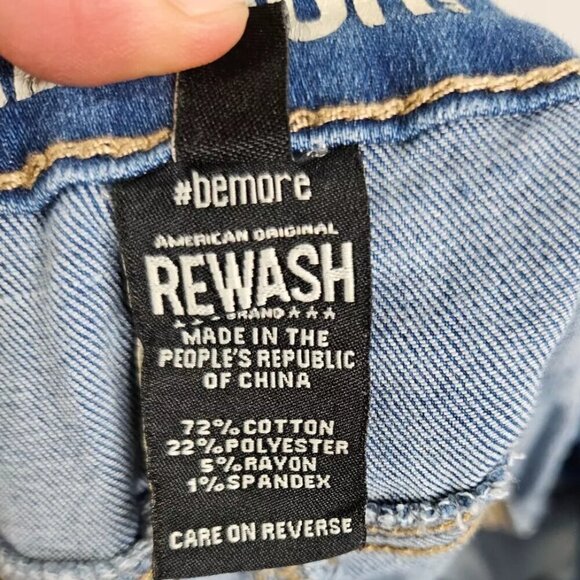 #bemore
AMERICAN ORIGINAL
REWASH
BRAND ★ ★ ★
MADE IN THE
PEOPLE'S REPUBLIC
OF CHINA
72% COTTON
22% POLYESTER
5% RAYON
1% SPANDEX
CARE ON REVERSE